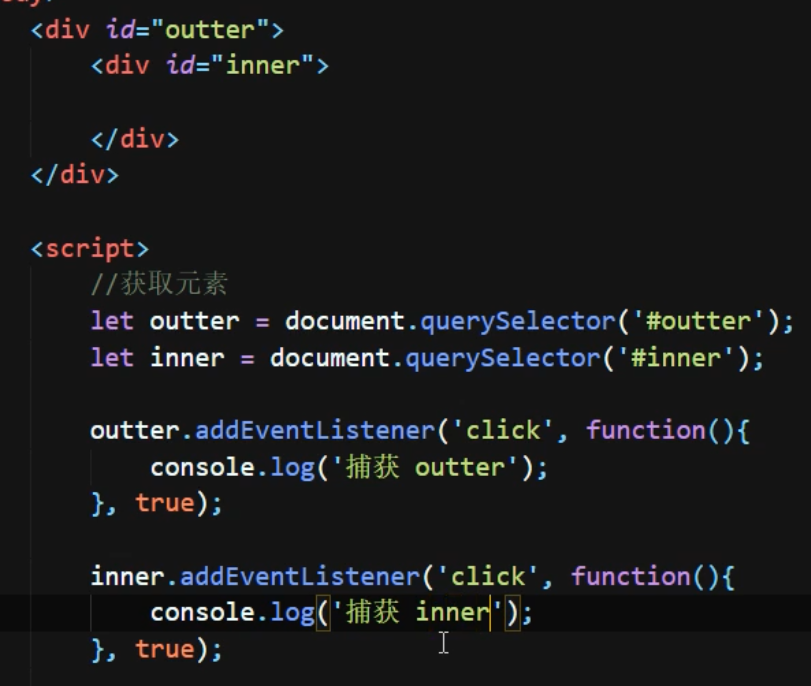 <div id="outter">
<div id="inner">
</div>
</div>
<script>
//获取元素
let outter = document.querySelector('#outter');
let inner = document.querySelector('#inner');
outter.addEventListener('click', function(){
console.log('捕获 outter');
}, true);
inner.addEventListener('click', function(){
console.log('捕获 inner');
}, true);